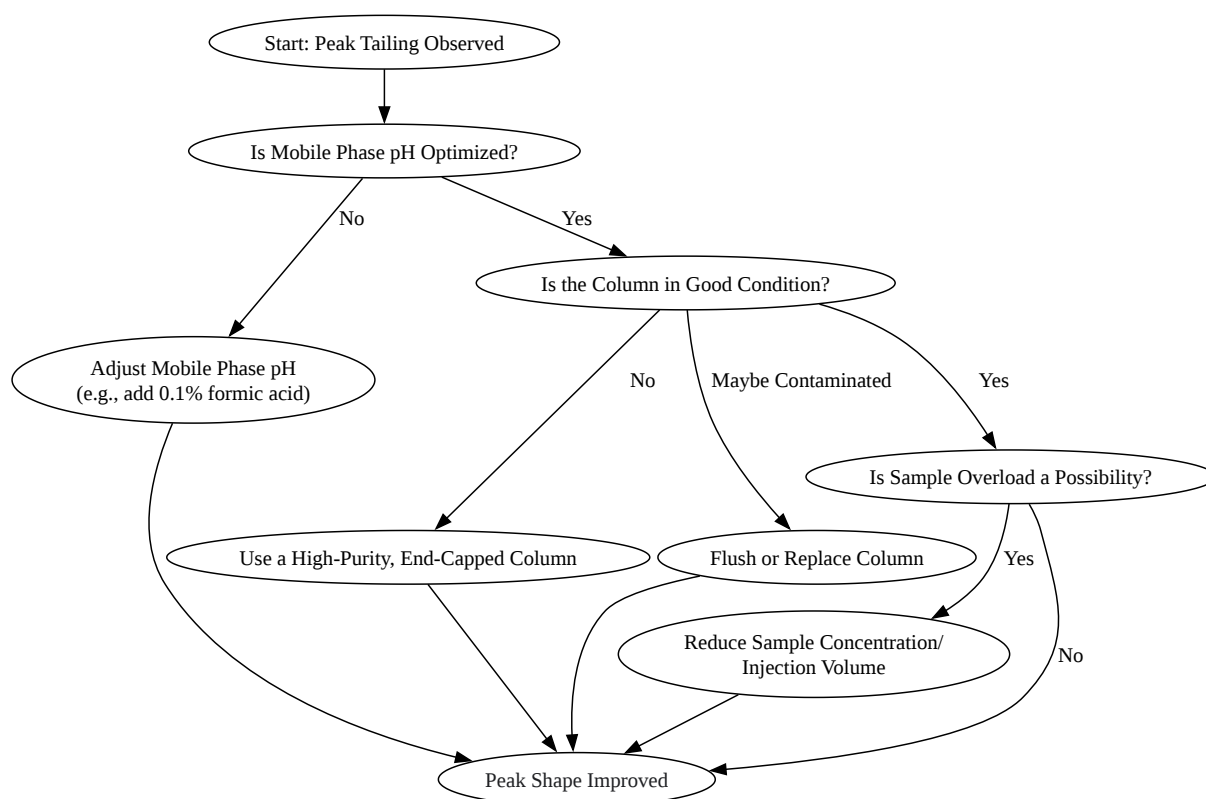 Start: Peak Tailing Observed
Is Mobile Phase pH Optimized?
No
Yes
Is the Column in Good Condition?
Adjust Mobile Phase pH
(e.g., add 0.1% formic acid)
No
Maybe Contaminated
Yes
Is Sample Overload a Possibility?
Use a High-Purity, End-Capped Column
Flush or Replace Column
Yes
Reduce Sample Concentration/
Injection Volume
No
Peak Shape Improved